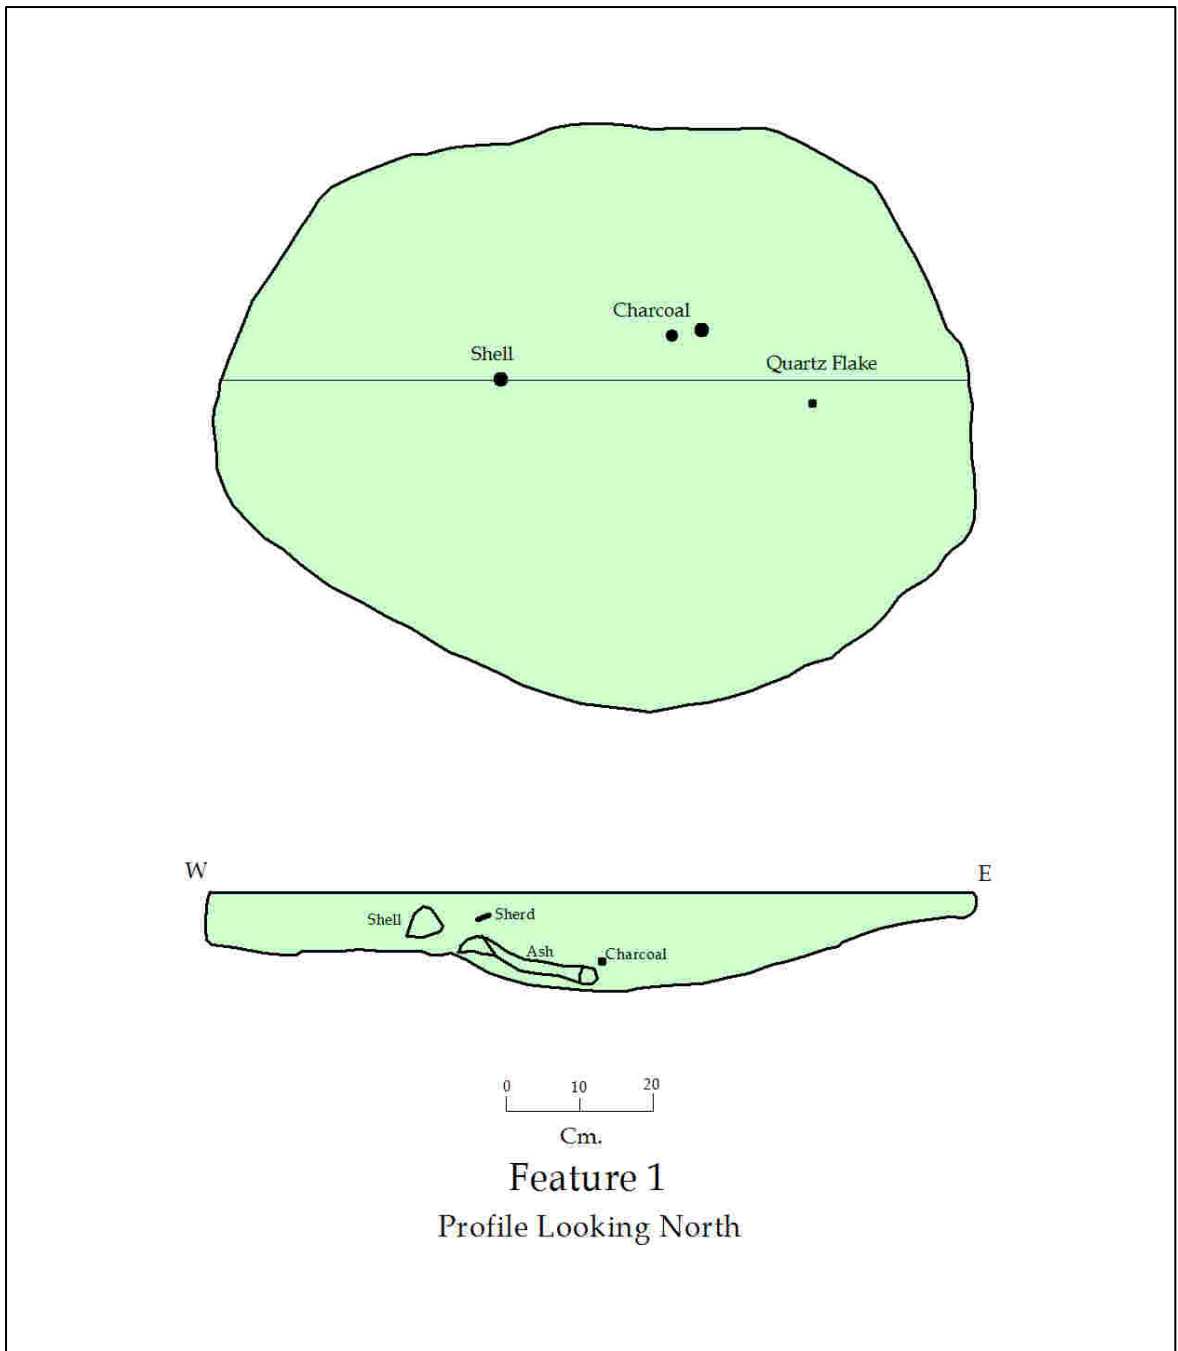 Charcoal
Shell
Quartz Flake
W
E
Shell
Sherd
Ash
Charcoal
0 10 20
Cm.
Feature 1
Profile Looking North